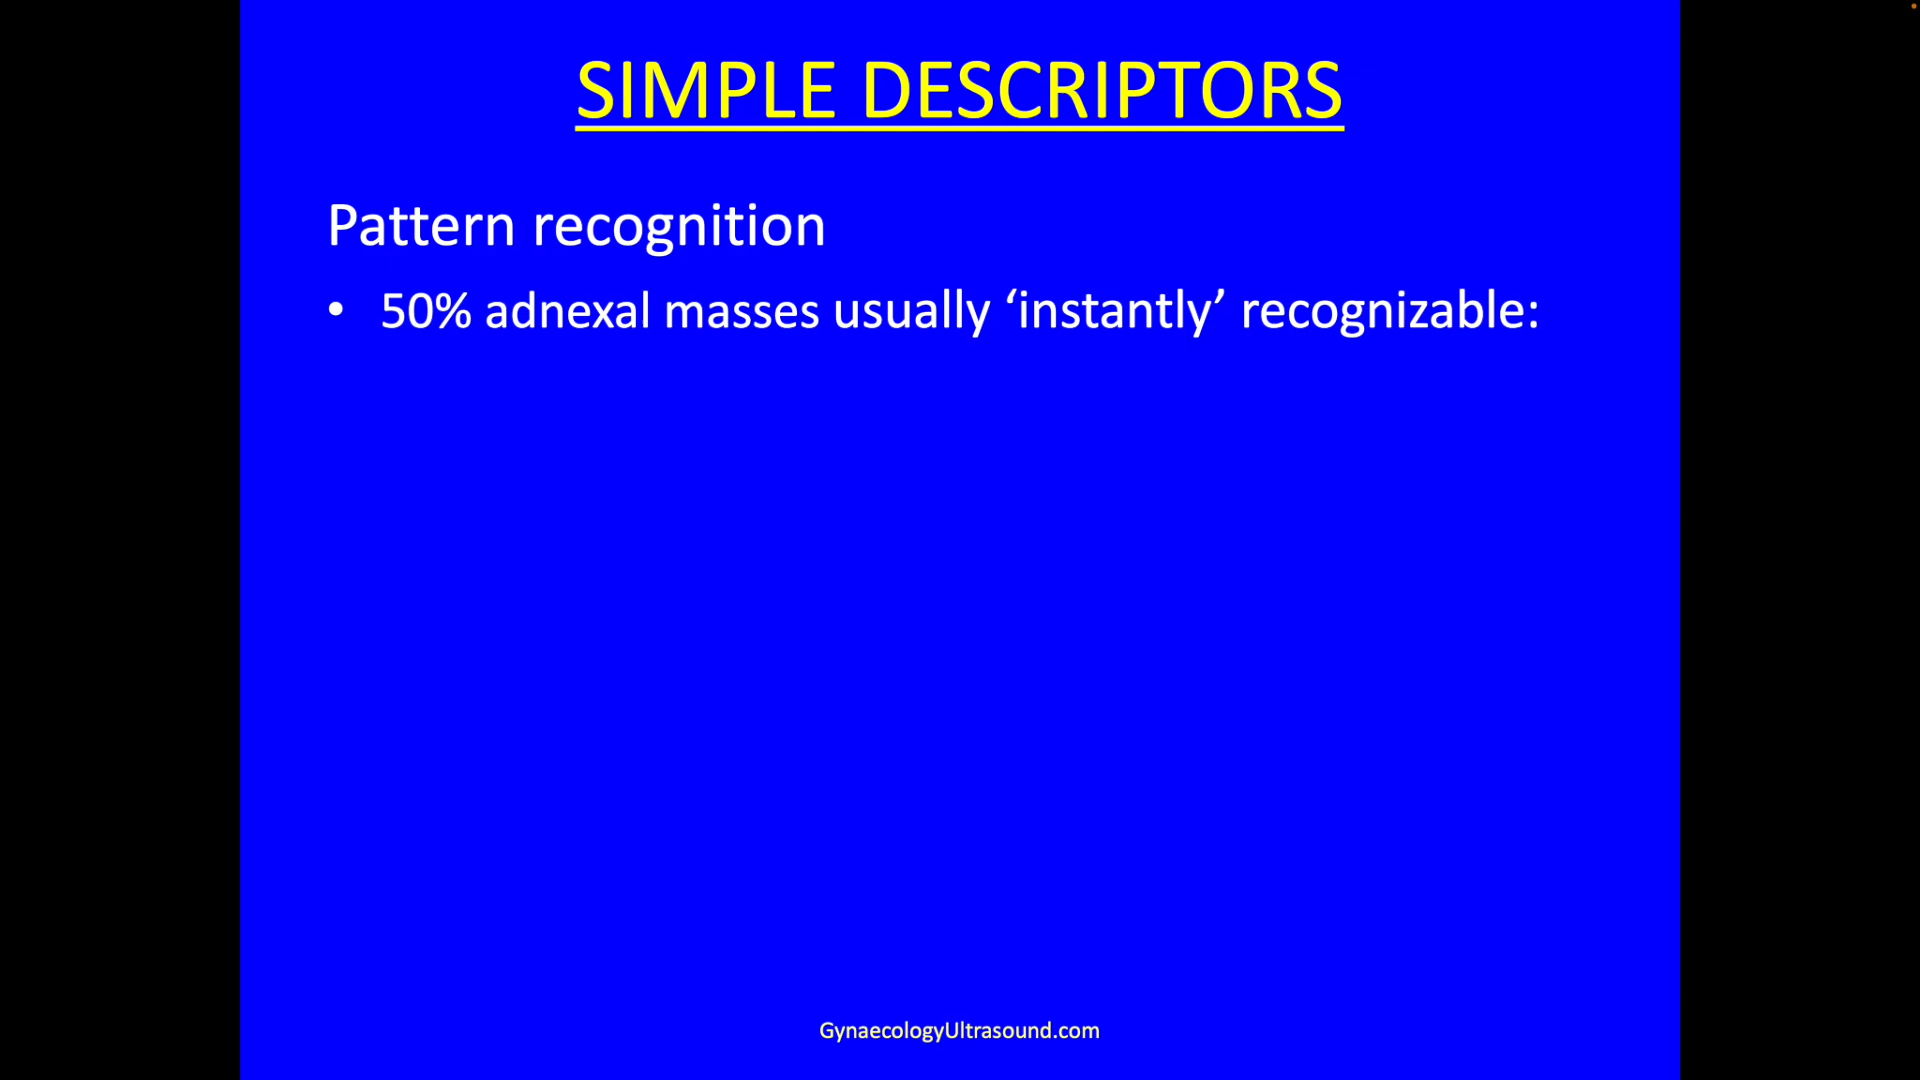 SIMPLE DESCRIPTORS
Pattern recognition
• 50% adnexal masses usually ‘instantly’ recognizable:
GynaecologyUltrasound.com